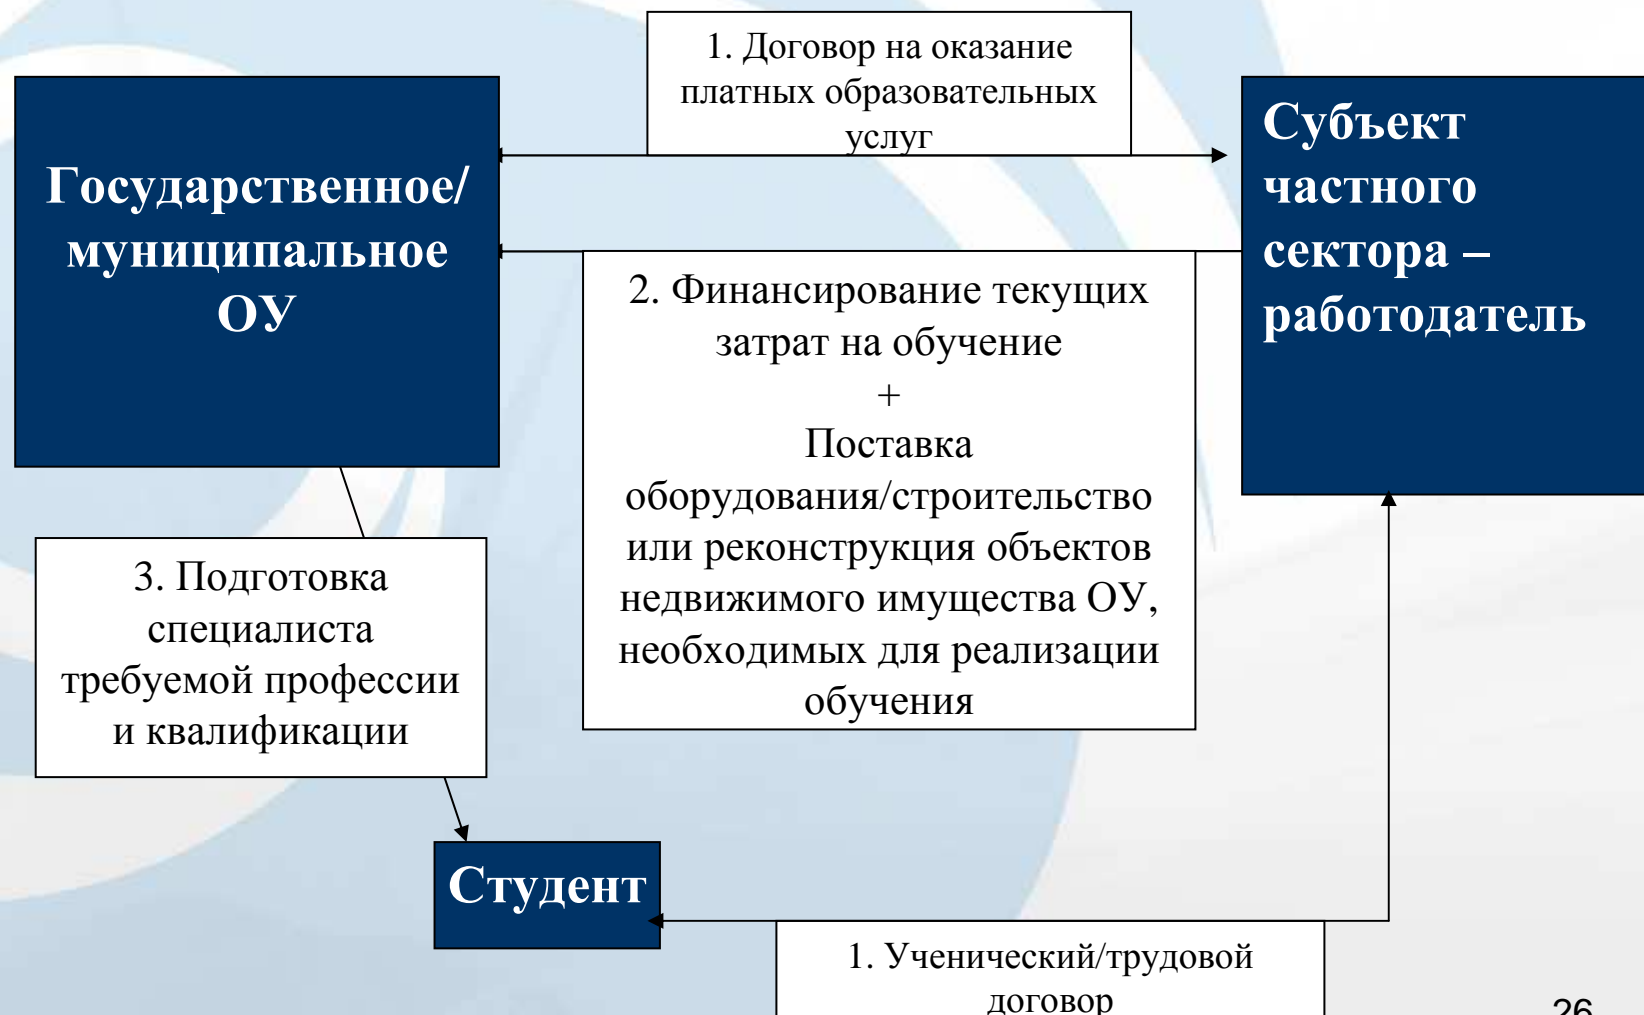 1. Договор на оказание
платных образовательных
услуг
Государственное/
муниципальное
ОУ
Субъект
частного
сектора –
работодатель
2. Финансирование текущих
затрат на обучение
+
Поставка
оборудования/строительство
или реконструкция объектов
недвижимого имущества ОУ,
необходимых для реализации
обучения
3. Подготовка
специалиста
требуемой профессии
и квалификации
Студент
1. Ученический/трудовой
договор
26